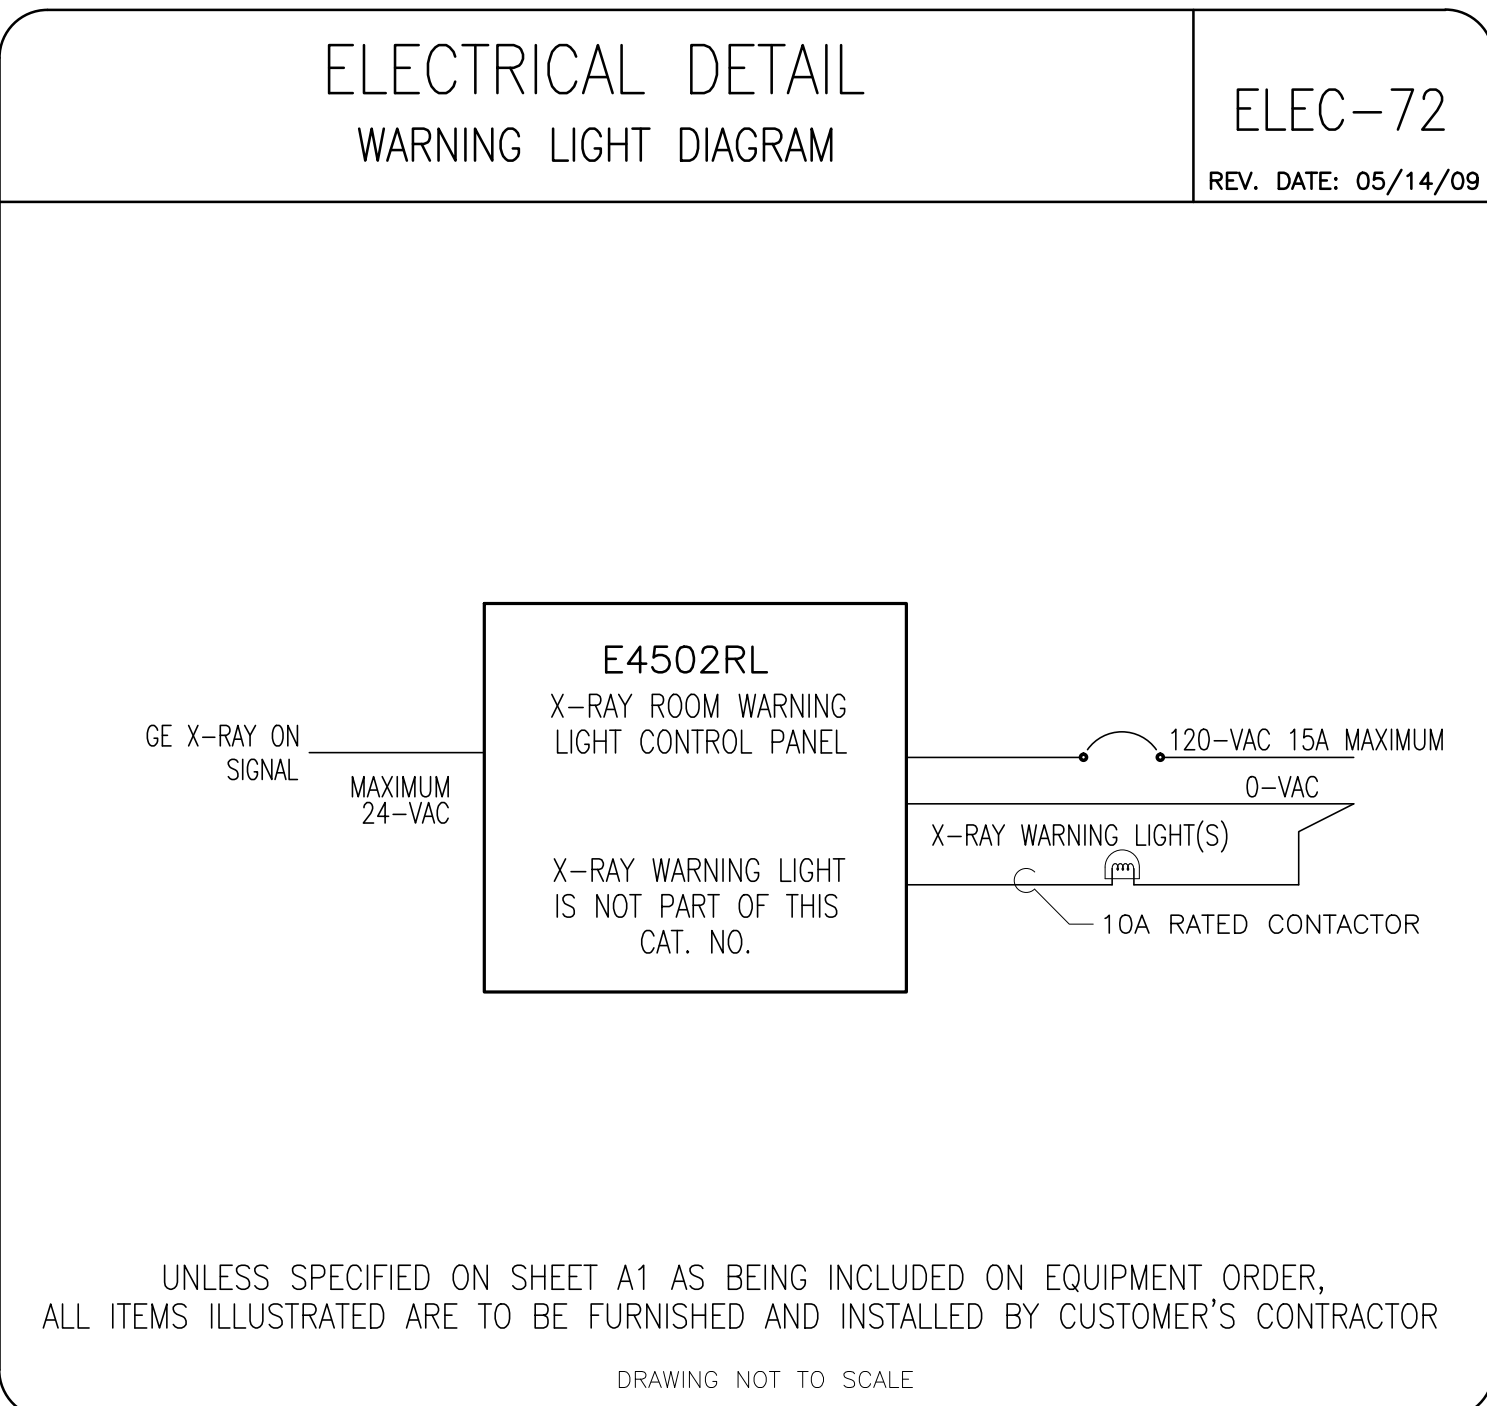 ELECTRICAL DETAIL
WARNING LIGHT DIAGRAM
ELEC-72
REV. DATE: 05/14/09
E4502RL
X-RAY ROOM WARNING
LIGHT CONTROL PANEL
GE X-RAY ON
SIGNAL
MAXIMUM
24-VAC
120-VAC 15A MAXIMUM
0-VAC
X-RAY WARNING LIGHT(S)
X-RAY WARNING LIGHT
IS NOT PART OF THIS
CAT. NO.
10A RATED CONTACTOR
UNLESS SPECIFIED ON SHEET A1 AS BEING INCLUDED ON EQUIPMENT ORDER,
ALL ITEMS ILLUSTRATED ARE TO BE FURNISHED AND INSTALLED BY CUSTOMER'S CONTRACTOR
DRAWING NOT TO SCALE